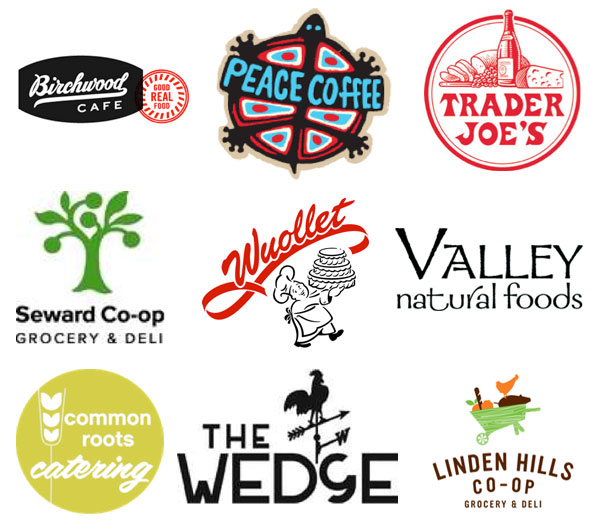 Birchwood
CAFE
GOOD
REAL
FOOD
PEACE COFFEE
TRADER
JOE'S
Seward Co-op
GROCERY & DELI
Wuollet
VALLEY
natural foods
common
roots
catering
THE
WEDGE
W
LINDEN HILLS
CO-OP
GROCERY & DELI